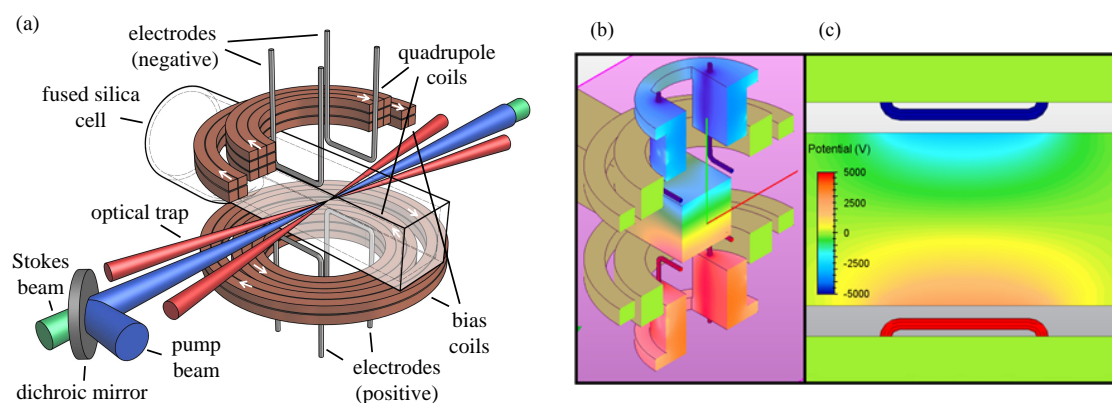 (a)
electrodes
(negative)
quadrupole
coils
fused silica
cell
optical trap
Stokes
beam
pump
beam
dichroic mirror
bias
coils
electrodes
(positive)
(b)
(c)
Potential (V)
5000
2500
0
-2500
-5000